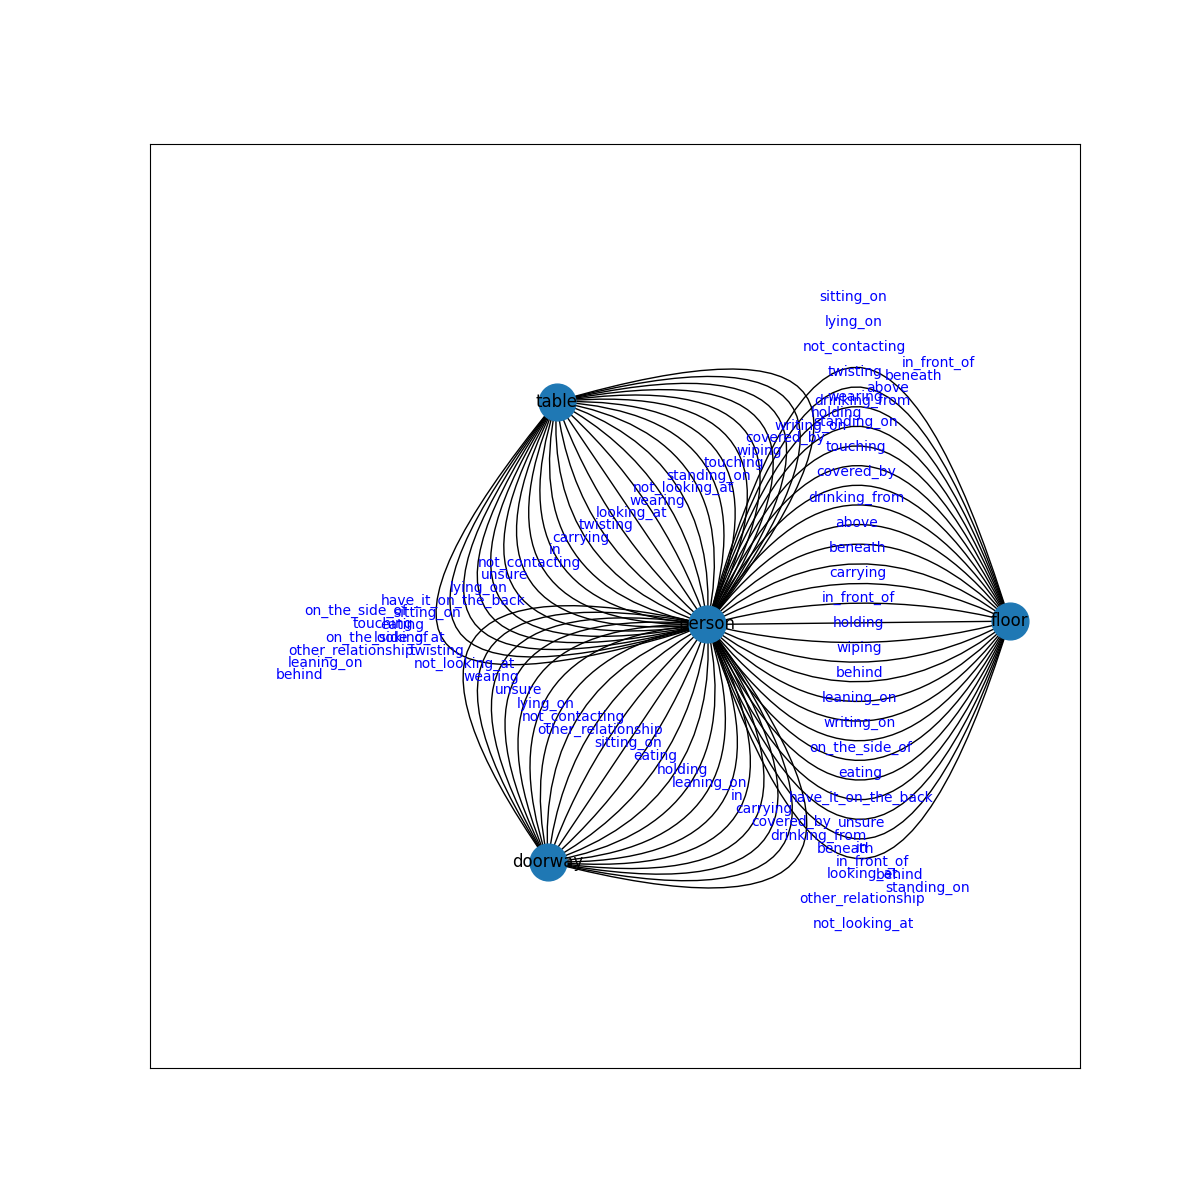 sitting_on
lying_on
not_contacting
in_front_of
twisting
beneath
above
wearing
drinking_from
holding
standing_on
writing_on
covered_by
touching
wiping
touching
covered_by
standing_on
not_looking_at
drinking_from
wearing
looking_at
above
twisting
carrying
beneath
in
not_contacting
carrying
unsure
lying_on
in_front_of
have_it_on_the_back
on_the_side_of
sitting_on
table
person
floor
holding
touching
eating
on_the_side_of
looking_at
wiping
other_relationship
twisting
leaning_on
not_looking_at
behind
behind
wearing
unsure
leaning_on
lying_on
not_contacting
writing_on
other_relationship
sitting_on
on_the_side_of
eating
holding
eating
leaning_on
in
have_it_on_the_back
carrying
covered_by
unsure
drinking_from
beneath
in
doorway
in_front_of
looking_at
behind
standing_on
other_relationship
not_looking_at